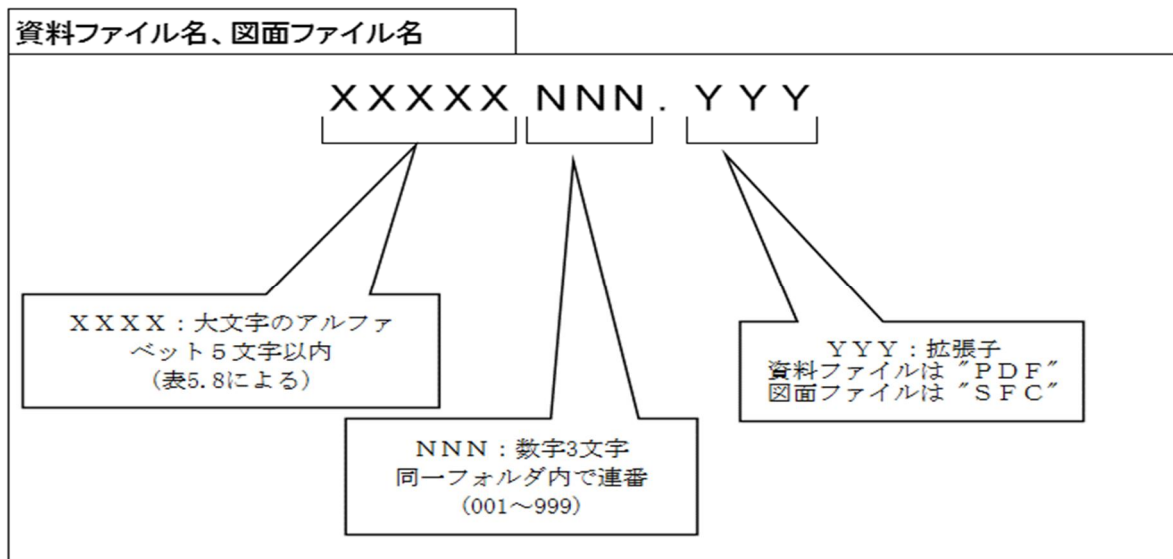 資料ファイル名、図面ファイル名
ＸＸＸＸＸ ＮＮＮ．ＹＹＹ
ＸＸＸＸ：大文字のアルファ
ベット５文字以内
(表5.8による)
ＹＹＹ：拡張子
資料ファイルは ″ＰＤＦ″
図面ファイルは ″ＳＦＣ″
ＮＮＮ：数字3文字
同一フォルダ内で連番
(001～999)